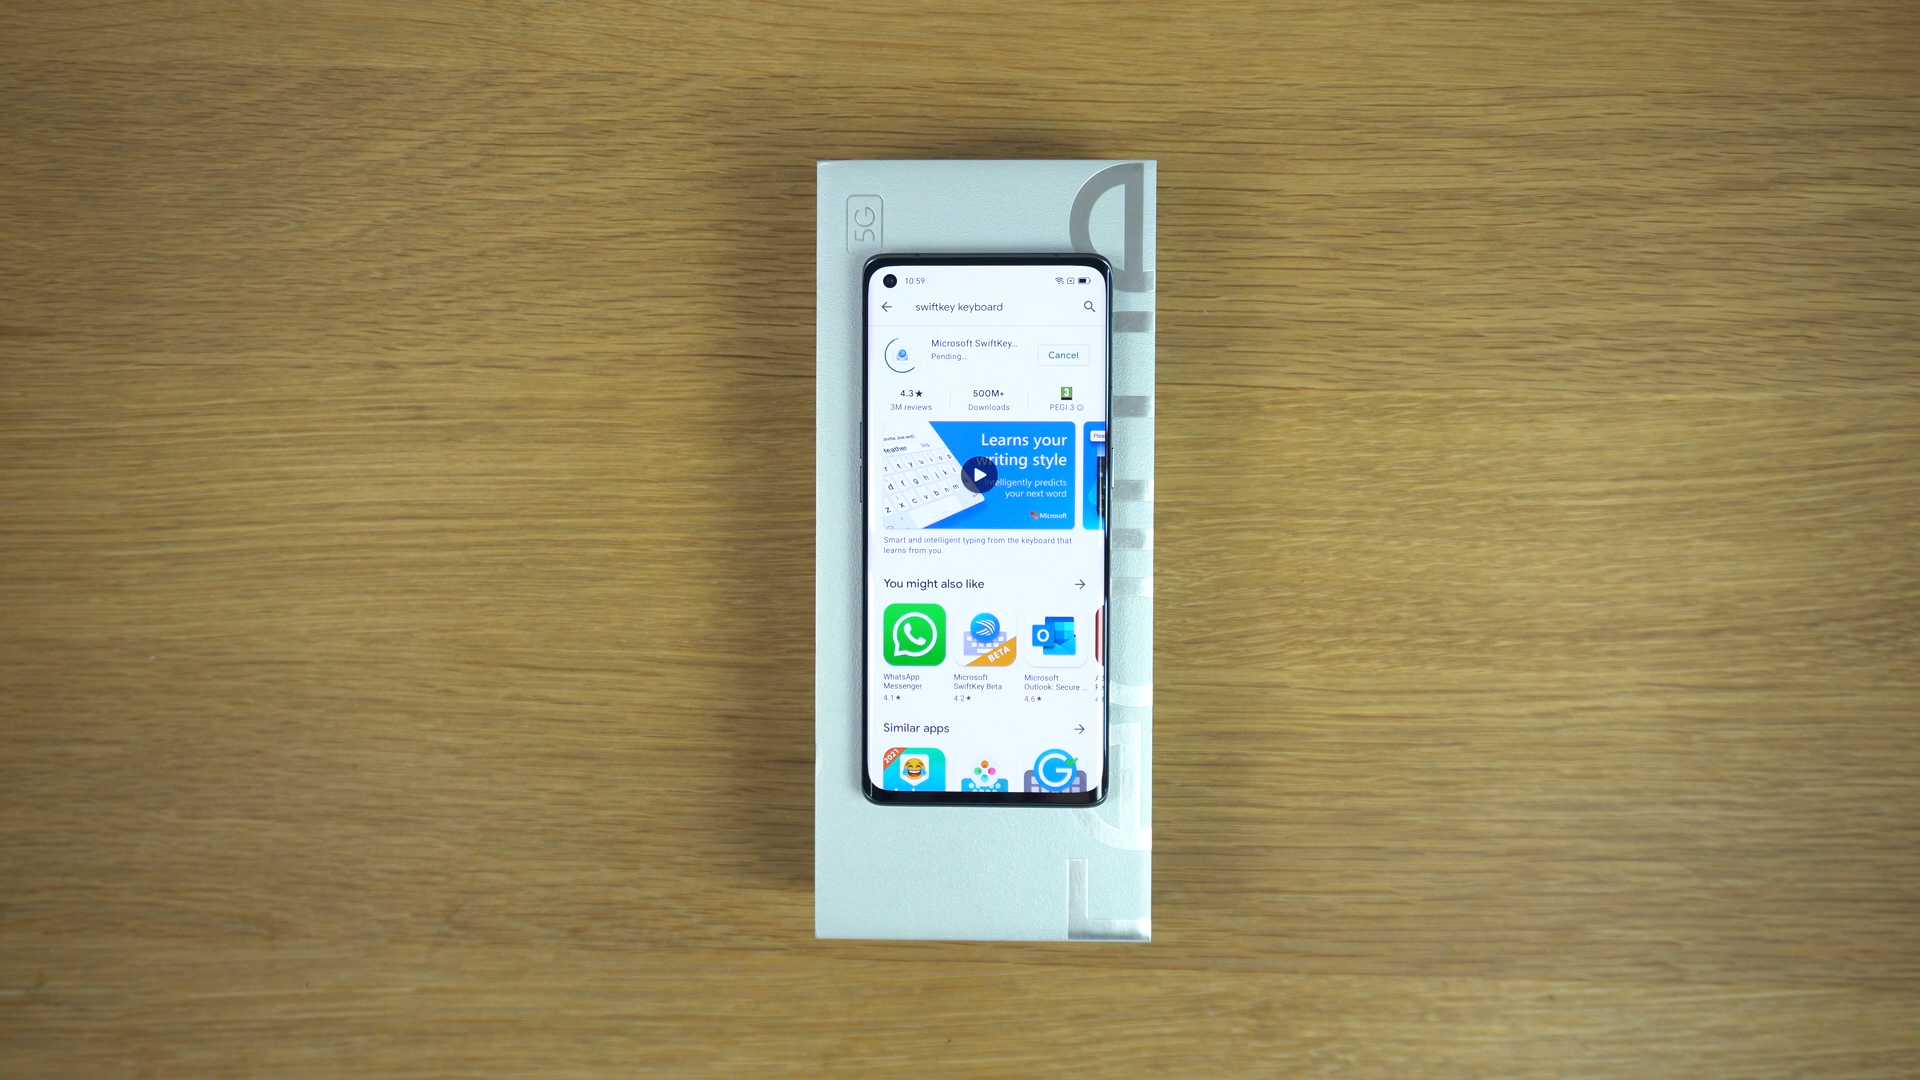 5G
10:59
swiftkey keyboard
Microsoft SwiftKey...
Pending...
Cancel
4.3★
3M reviews
500M+
Downloads
3
PEGI 3
Learns your
writing style
Intelligently predicts
your next word
Microsoft
Smart and intelligent typing from the keyboard that
learns from you.
You might also like
BETA
WhatsApp
Messenger
4.1★
Microsoft
SwiftKey Beta
4.2★
Microsoft
Outlook: Secure ...
4.6★
Similar apps
2021